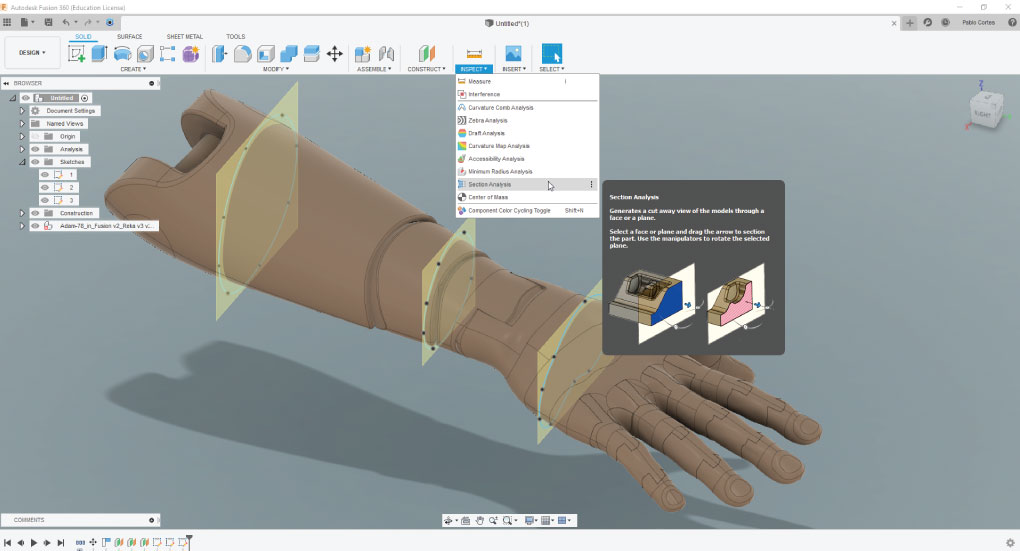 Autodesk Fusion 360 (Education License)
Untitled*(1)
Pablo Cortes
DESIGN
SOLID
SURFACE
SHEET METAL
TOOLS
CREATE
MODIFY
ASSEMBLE
CONSTRUCT
INSPECT
INSERT
SELECT
BROWSER
Untitled
Document Settings
Named Views
Origin
Analysis
Sketches
1
2
3
Construction
Adam-78_in_Fusion v2_Reka v3 v...
Measure I
Interference
Curvature Comb Analysis
Zebra Analysis
Draft Analysis
Curvature Map Analysis
Accessibility Analysis
Minimum Radius Analysis
Section Analysis
Center of Mass
Component Color Cycling Toggle Shift+N
Section Analysis
Generates a cut away view of the models through a
face or a plane.
Select a face or plane and drag the arrow to section
the part. Use the manipulators to rotate the selected
plane.
Z
RIGHT
X
COMMENTS